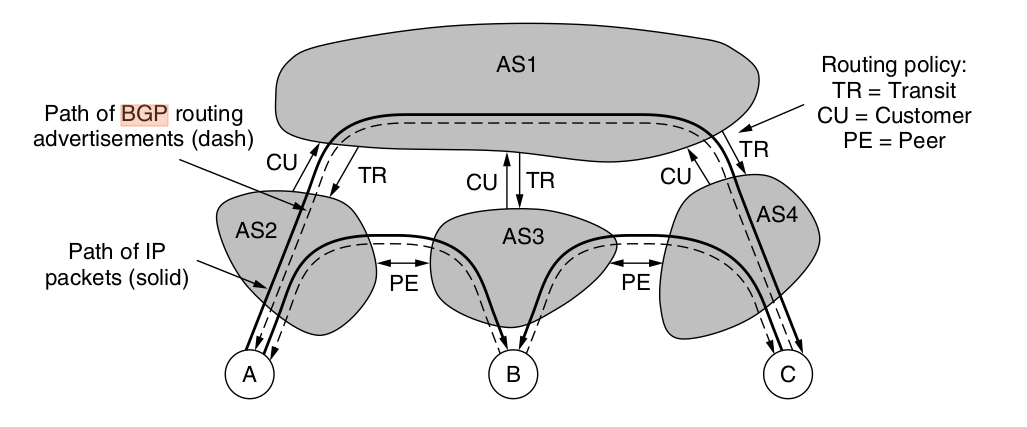 AS1
Routing policy:
TR = Transit
CU = Customer
PE = Peer
Path of BGP routing
advertisements (dash)
CU
TR
CU
TR
CU
TR
AS2
AS3
AS4
Path of IP
packets (solid)
PE
PE
A
B
C